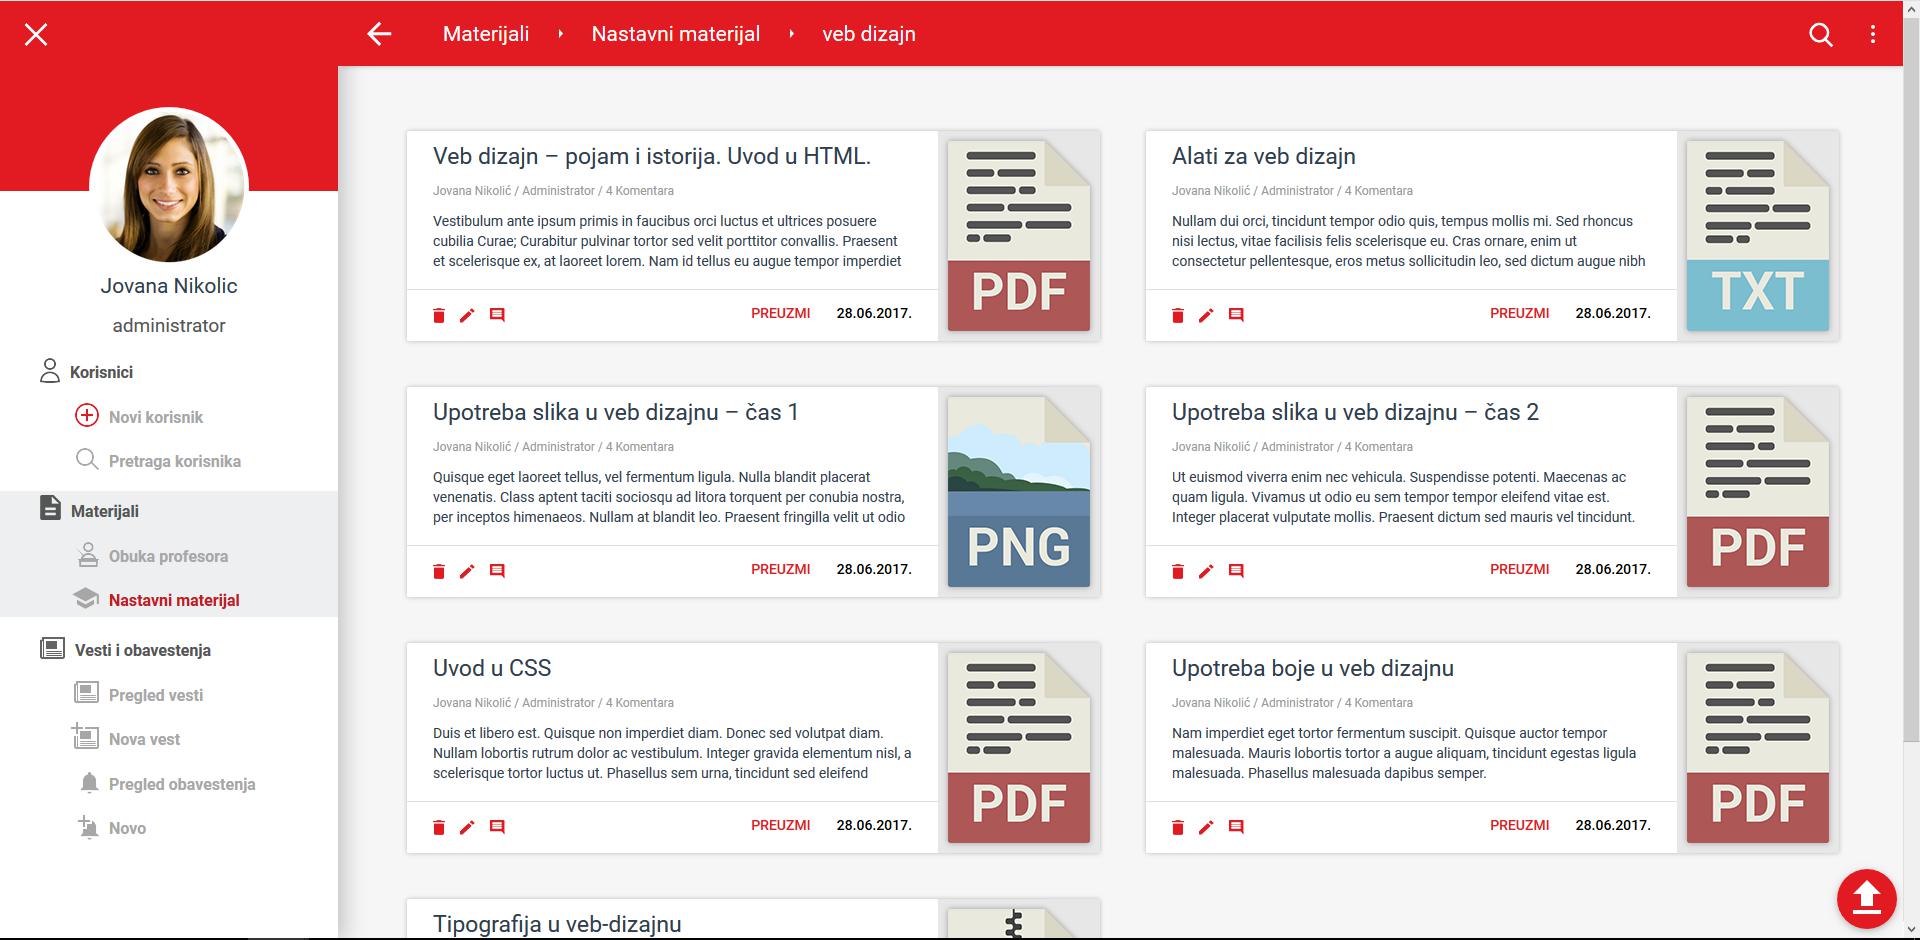 Materijali
Nastavni materijal
veb dizajn
Jovana Nikolic
administrator
Korisnici
Novi korisnik
Pretraga korisnika
Materijali
Obuka profesora
Nastavni materijal
Vesti i obavestenja
Pregled vesti
Nova vest
Pregled obavestenja
Novo
Veb dizajn – pojam i istorija. Uvod u HTML.
Jovana Nikolić / Administrator / 4 Komentara
Vestibulum ante ipsum primis in faucibus orci luctus et ultrices posuere
cubilia Curae; Curabitur pulvinar tortor sed velit porttitor convallis. Praesent
et scelerisque ex, at laoreet lorem. Nam id tellus eu augue tempor imperdiet
PREUZMI 28.06.2017.
PDF
Alati za veb dizajn
Jovana Nikolić / Administrator / 4 Komentara
Nullam dui orci, tincidunt tempor odio quis, tempus mollis mi. Sed rhoncus
nisi lectus, vitae facilisis felis scelerisque eu. Cras ornare, enim ut
consectetur pellentesque, eros metus sollicitudin leo, sed dictum augue nibh
PREUZMI 28.06.2017.
TXT
Upotreba slika u veb dizajnu – čas 1
Jovana Nikolić / Administrator / 4 Komentara
Quisque eget laoreet tellus, vel fermentum ligula. Nulla blandit placerat
venenatis. Class aptent taciti sociosqu ad litora torquent per conubia nostra,
per inceptos himenaeos. Nullam at blandit leo. Praesent fringilla velit ut odio
PREUZMI 28.06.2017.
PNG
Upotreba slika u veb dizajnu – čas 2
Jovana Nikolić / Administrator / 4 Komentara
Ut euismod viverra enim nec vehicula. Suspendisse potenti. Maecenas ac
quam ligula. Vivamus ut odio eu sem tempor tempor eleifend vitae est.
Integer placerat vulputate mollis. Praesent dictum sed mauris vel tincidunt.
PREUZMI 28.06.2017.
PDF
Uvod u CSS
Jovana Nikolić / Administrator / 4 Komentara
Duis et libero est. Quisque non imperdiet diam. Donec sed volutpat diam.
Nullam lobortis rutrum dolor ac vestibulum. Integer gravida elementum nisl, a
scelerisque tortor luctus ut. Phasellus sem urna, tincidunt sed eleifend
PREUZMI 28.06.2017.
PDF
Upotreba boje u veb dizajnu
Jovana Nikolić / Administrator / 4 Komentara
Nam imperdiet eget tortor fermentum suscipit. Quisque auctor tempor
malesuada. Mauris lobortis tortor a augue aliquam, tincidunt egestas ligula
malesuada. Phasellus malesuada dapibus semper.
PREUZMI 28.06.2017.
PDF
Tipografija u veb-dizajnu